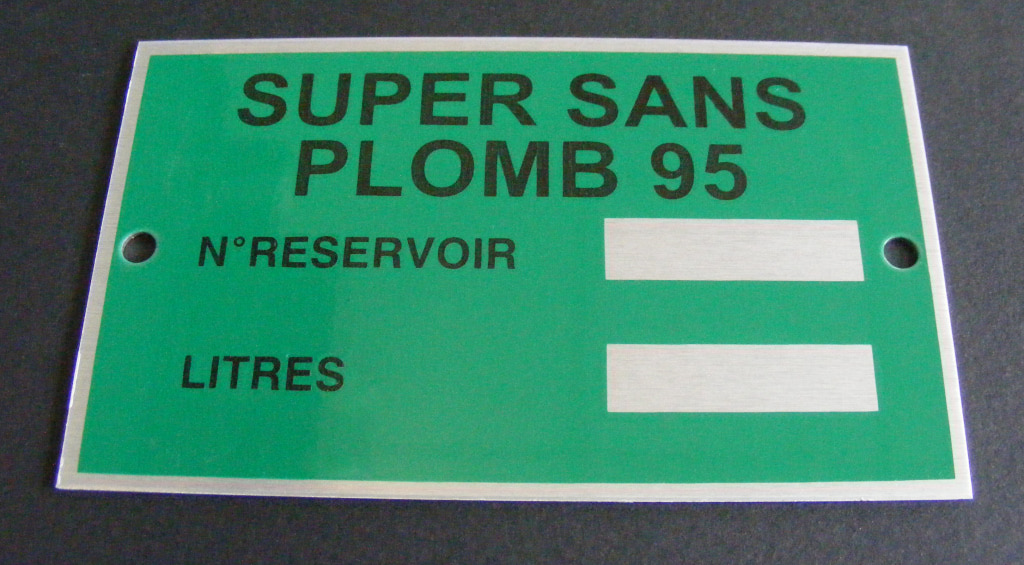 SUPER SANS
PLOMB 95
N°RESERVOIR
LITRES